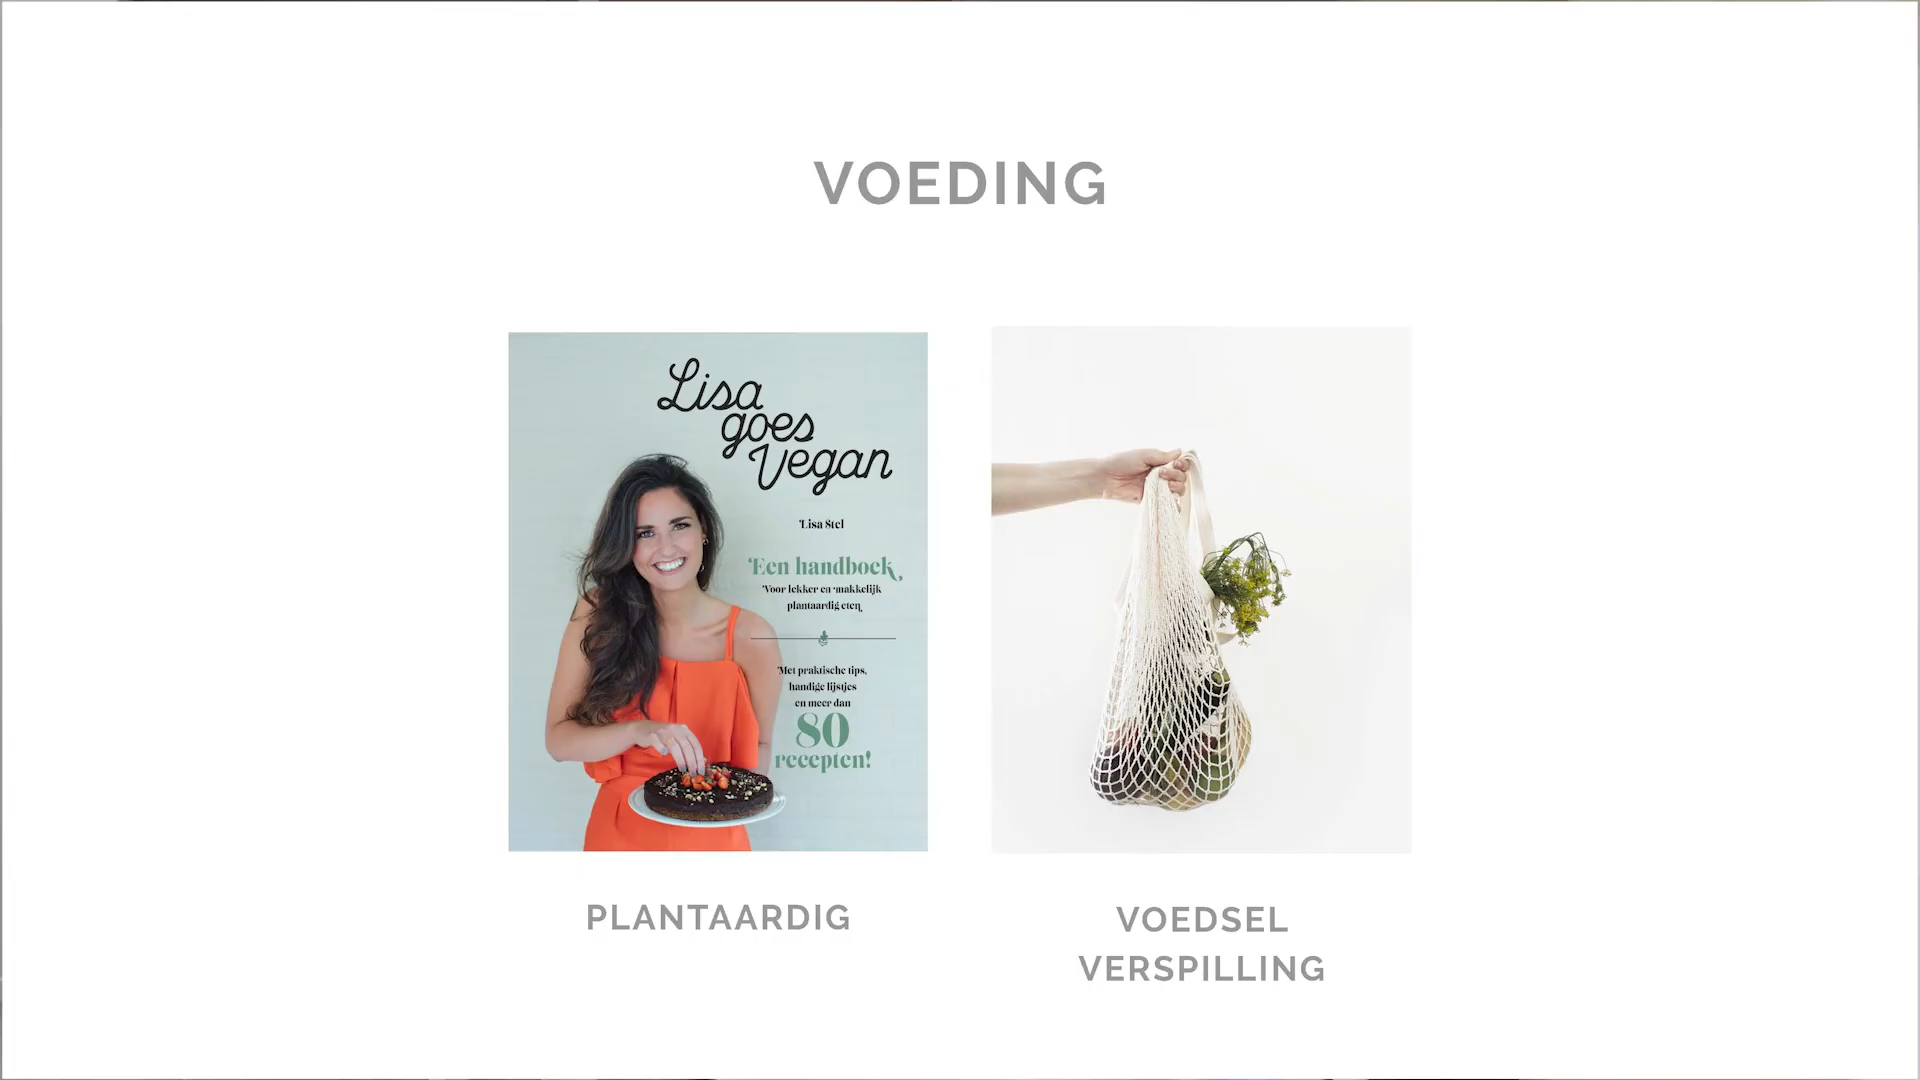 VOEDING
Lisa
goes
Vegan
Lisa Stel
Een handboek
Voor lekker en makkelijk
plantaardig eten
Met praktische tips,
handige lijstjes
en meer dan
80
recepten!
PLANTAARDIG
VOEDSEL
VERSPILLING